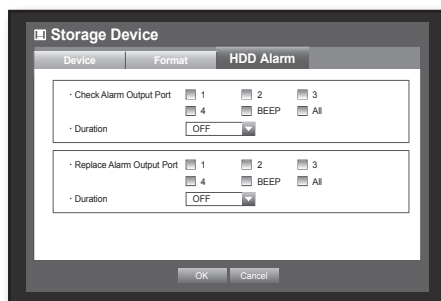 Storage Device
Device Format HDD Alarm
· Check Alarm Output Port 1 2 3
4 BEEP All
· Duration OFF
· Replace Alarm Output Port 1 2 3
4 BEEP All
· Duration OFF
OK Cancel